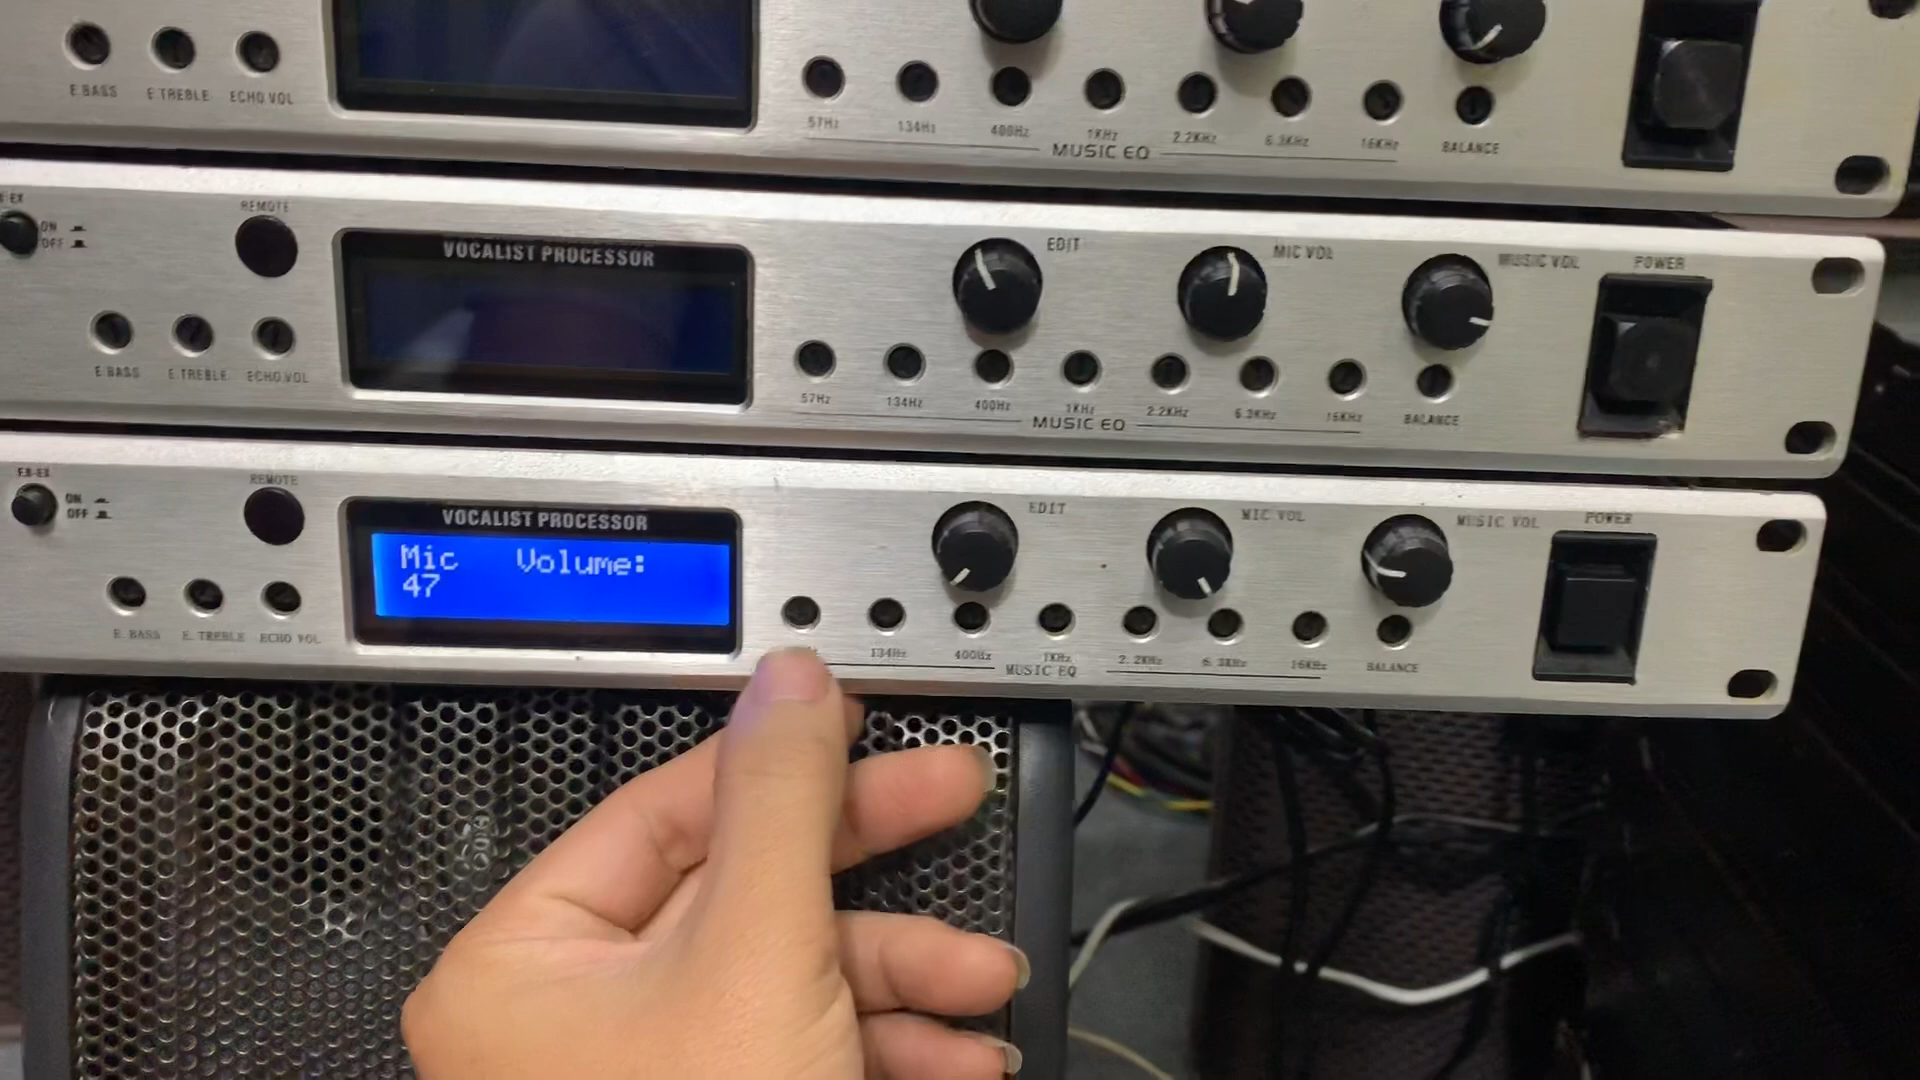 E.BASS E.TREBLE ECHO VOL
57Hz 134Hz 400Hz 1KHz 2.2KHz 6.3KHz 16KHz BALANCE
MUSIC EQ
ON
OFF
REMOTE
VOCALIST PROCESSOR
EDIT MIC VOL MUSIC VOL POWER
E.BASS E.TREBLE ECHO VOL
57Hz 134Hz 400Hz 1KHz 2.2KHz 6.3KHz 16KHz BALANCE
MUSIC EQ
ON
OFF
REMOTE
VOCALIST PROCESSOR
Mic Volume:
47
EDIT MIC VOL MUSIC VOL POWER
E. BASS E. TREBLE ECHO VOL
134Hz 400Hz 1KHz 2.2KHz 6.3KHz 16KHz BALANCE
MUSIC EQ